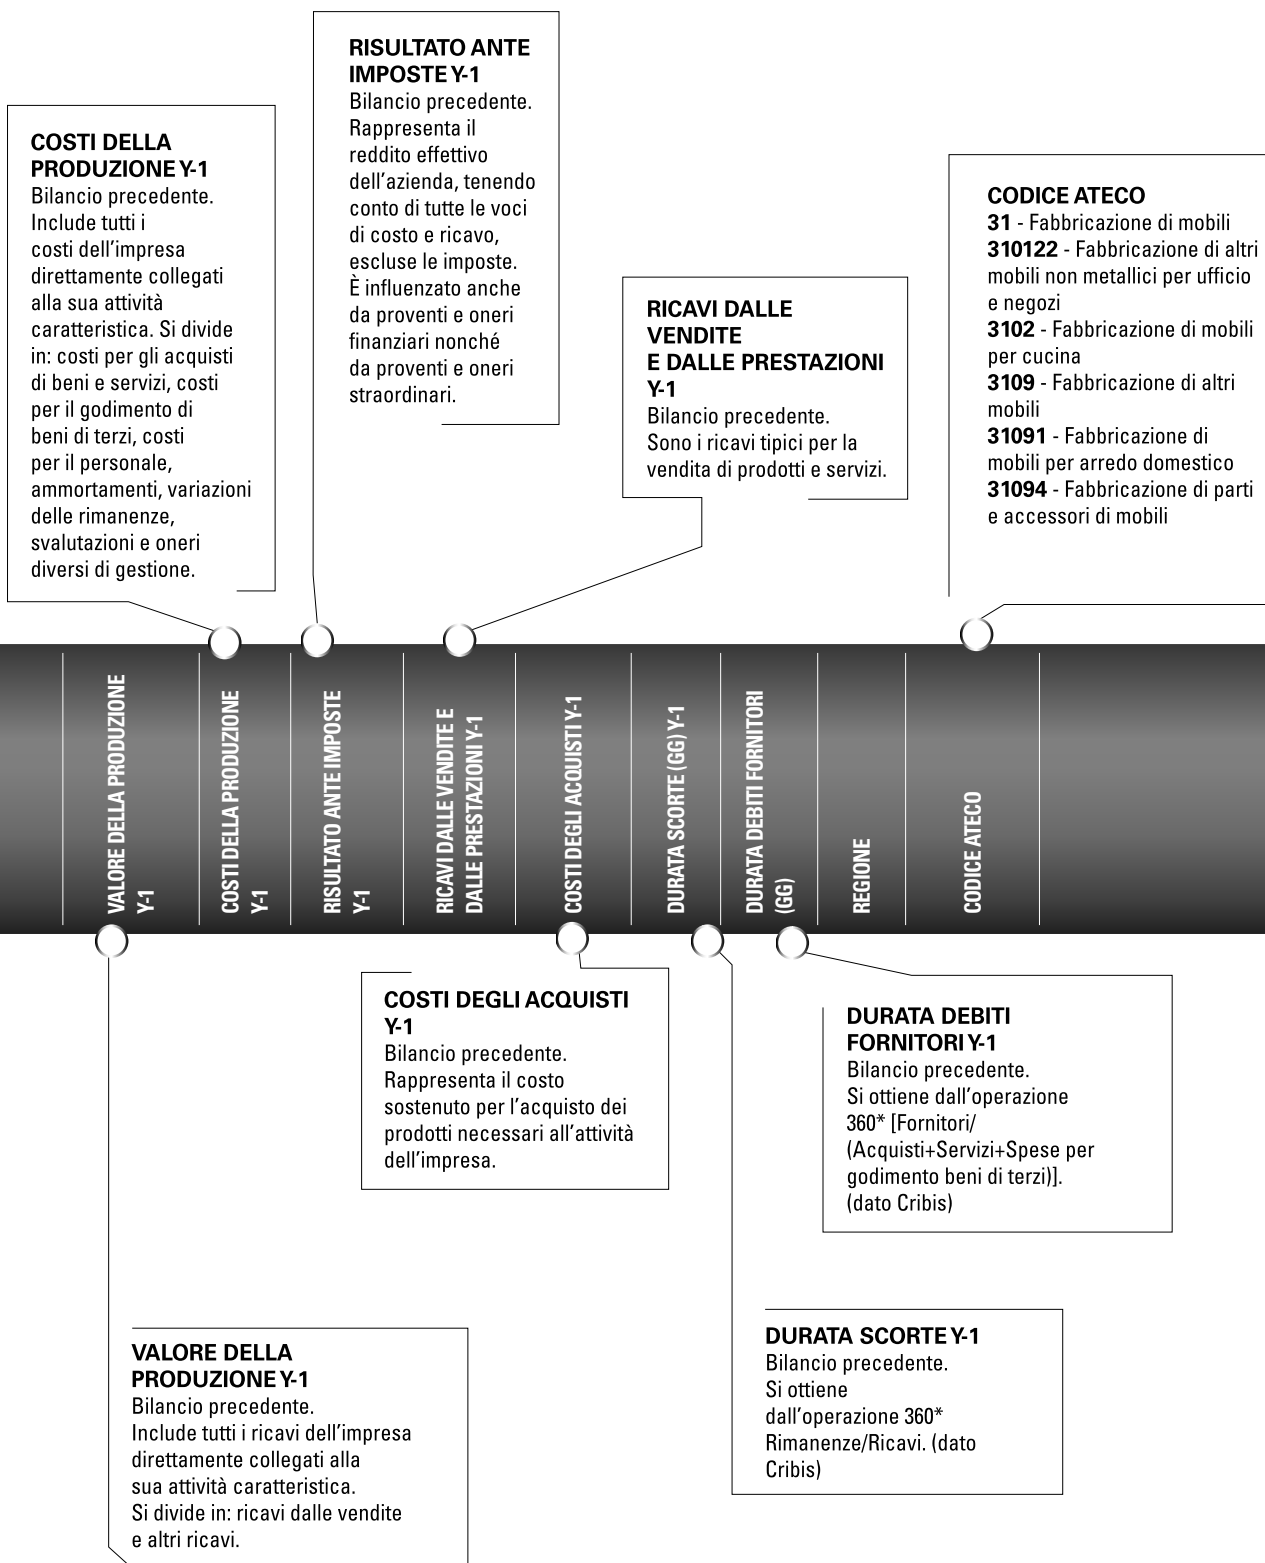 RISULTATO ANTE
IMPOSTE Y-1
Bilancio precedente.
Rappresenta il
reddito effettivo
dell'azienda, tenendo
conto di tutte le voci
di costo e ricavo,
escluse le imposte.
È influenzato anche
da proventi e oneri
finanziari nonché
da proventi e oneri
straordinari.
COSTI DELLA
PRODUZIONE Y-1
Bilancio precedente.
Include tutti i
costi dell'impresa
direttamente collegati
alla sua attività
caratteristica. Si divide
in: costi per gli acquisti
di beni e servizi, costi
per il godimento di
beni di terzi, costi
per il personale,
ammortamenti, variazioni
delle rimanenze,
svalutazioni e oneri
diversi di gestione.
RICAVI DALLE
VENDITE
E DALLE PRESTAZIONI
Y-1
Bilancio precedente.
Sono i ricavi tipici per la
vendita di prodotti e servizi.
CODICE ATECO
31 - Fabbricazione di mobili
310122 - Fabbricazione di altri
mobili non metallici per ufficio
e negozi
3102 - Fabbricazione di mobili
per cucina
3109 - Fabbricazione di altri
mobili
31091 - Fabbricazione di
mobili per arredo domestico
31094 - Fabbricazione di parti
e accessori di mobili
VALORE DELLA PRODUZIONE
Y-1
COSTI DELLA PRODUZIONE
Y-1
RISULTATO ANTE IMPOSTE
Y-1
RICAVI DALLE VENDITE E
DALLE PRESTAZIONI Y-1
COSTI DEGLI ACQUISTI Y-1
DURATA SCORTE (GG) Y-1
DURATA DEBITI FORNITORI
(GG)
REGIONE
CODICE ATECO
COSTI DEGLI ACQUISTI
Y-1
Bilancio precedente.
Rappresenta il costo
sostenuto per l'acquisto dei
prodotti necessari all'attività
dell'impresa.
DURATA DEBITI
FORNITORI Y-1
Bilancio precedente.
Si ottiene dall'operazione
360* [Fornitori/
(Acquisti+Servizi+Spese per
godimento beni di terzi)].
(dato Cribis)
DURATA SCORTE Y-1
Bilancio precedente.
Si ottiene
dall'operazione 360*
Rimanenze/Ricavi. (dato
Cribis)
VALORE DELLA
PRODUZIONE Y-1
Bilancio precedente.
Include tutti i ricavi dell'impresa
direttamente collegati alla
sua attività caratteristica.
Si divide in: ricavi dalle vendite
e altri ricavi.